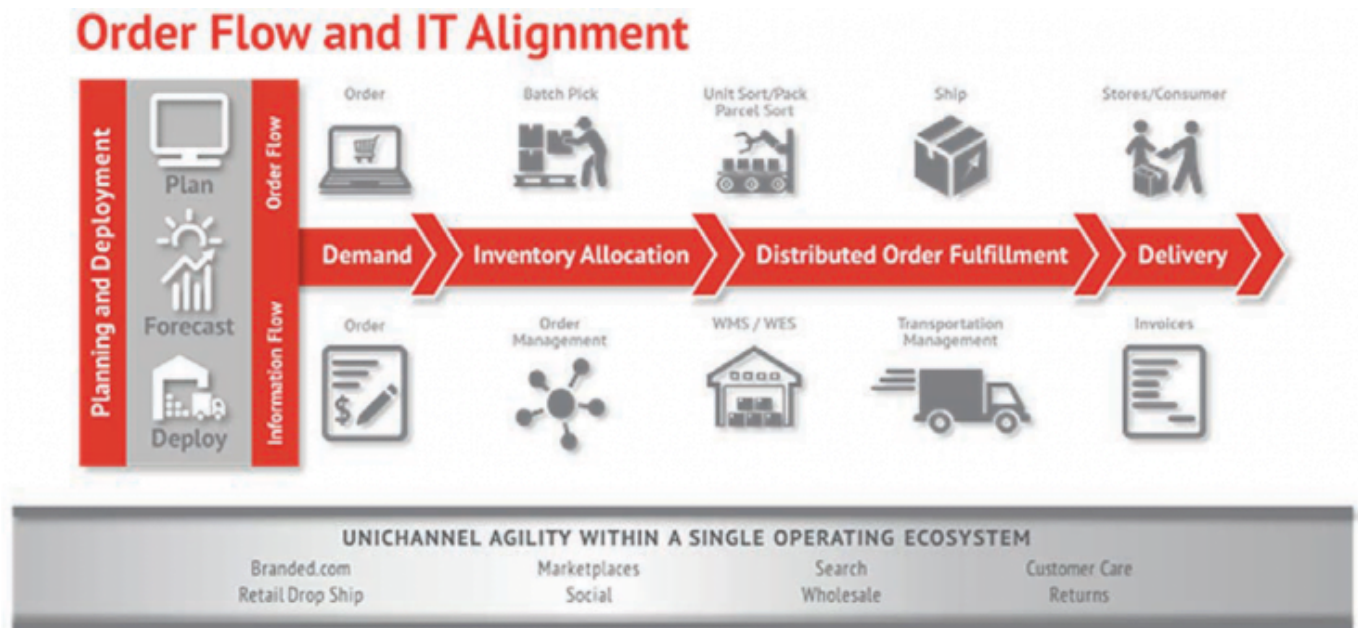 Order Flow and IT Alignment
Planning and Deployment
Plan
Forecast
Deploy
Order Flow
Information Flow
Order
Batch Pick
Unit Sort/Pack
Parcel Sort
Ship
Stores/Consumer
Demand
Inventory Allocation
Distributed Order Fulfillment
Delivery
Order
Order
Management
WMS / WES
Transportation
Management
Invoices
$
UNICHANNEL AGILITY WITHIN A SINGLE OPERATING ECOSYSTEM
Branded.com Marketplaces Search Customer Care
Retail Drop Ship Social Wholesale Returns